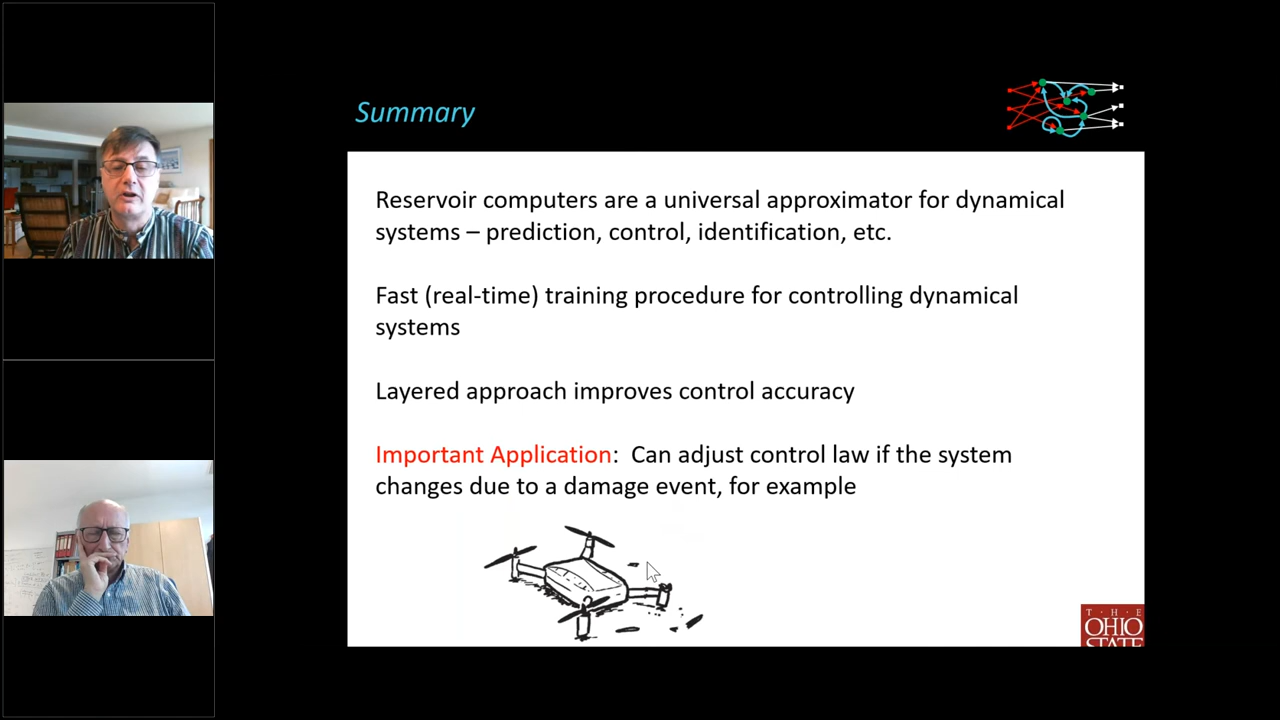 Summary
Reservoir computers are a universal approximator for dynamical
systems – prediction, control, identification, etc.
Fast (real-time) training procedure for controlling dynamical
systems
Layered approach improves control accuracy
Important Application: Can adjust control law if the system
changes due to a damage event, for example
T · H · E
OHIO
STATE